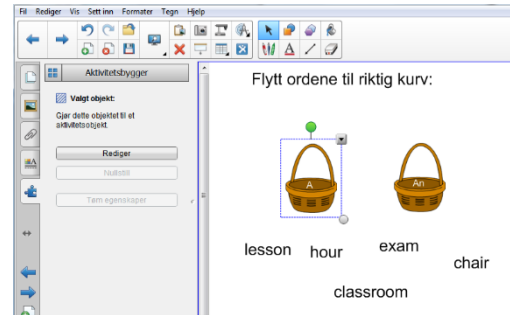 Fil Rediger Vis Sett inn Formater Tegn Hjelp
Aktivitetsbygger
Valgt objekt:
Gjør dette objektet til et
aktivitetsobjekt.
Rediger
Nullstill
Tøm egenskaper
Flytt ordene til riktig kurv:
A An
lesson hour exam chair
classroom